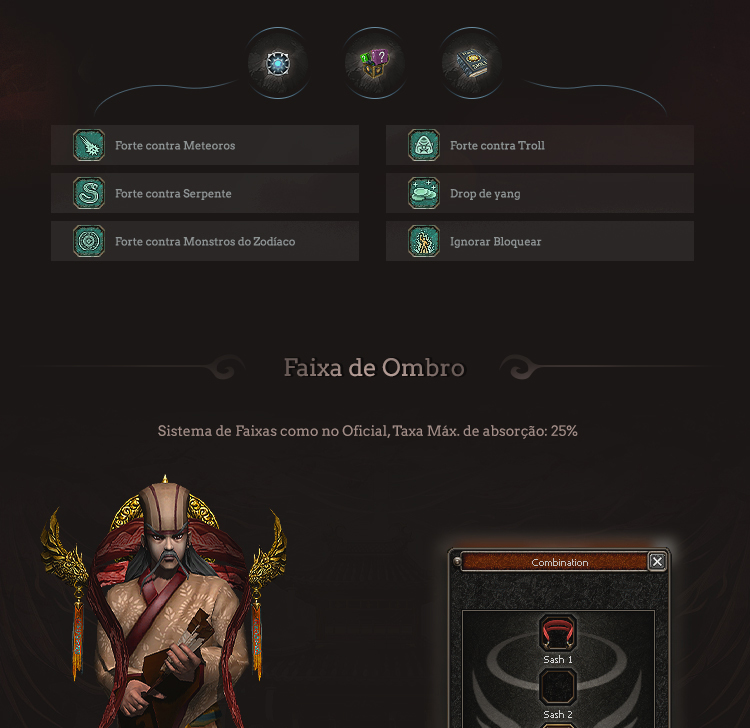 Forte contra Meteoros
Forte contra Troll
Forte contra Serpente
Drop de yang
Forte contra Monstros do Zodíaco
Ignorar Bloquear
Faixa de Ombro
Sistema de Faixas como no Oficial, Taxa Máx. de absorção: 25%
Combination
Sash 1
Sash 2